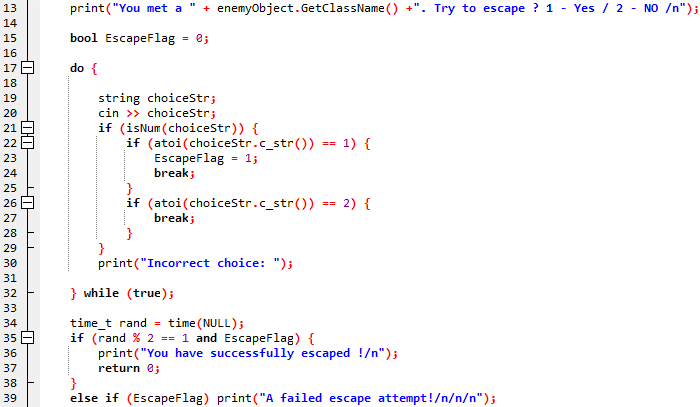 13 print("You met a " + enemyObject.GetClassName() +". Try to escape ? 1 - Yes / 2 - NO /n");
14
15 bool EscapeFlag = 0;
16
17 do {
18
19 string choiceStr;
20 cin >> choiceStr;
21 if (isNum(choiceStr)) {
22 if (atoi(choiceStr.c_str()) == 1) {
23 EscapeFlag = 1;
24 break;
25 }
26 if (atoi(choiceStr.c_str()) == 2) {
27 break;
28 }
29 }
30 print("Incorrect choice: ");
31
32 } while (true);
33
34 time_t rand = time(NULL);
35 if (rand % 2 == 1 and EscapeFlag) {
36 print("You have successfully escaped !/n");
37 return 0;
38 }
39 else if (EscapeFlag) print("A failed escape attempt!/n/n/n");